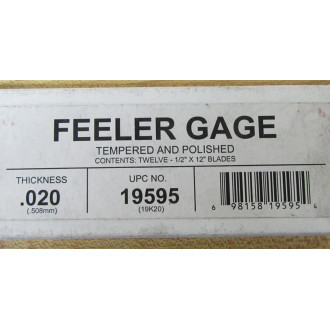 FEELER GAGE
TEMPERED AND POLISHED
CONTENTS: TWELVE - 1/2" X 12" BLADES
THICKNESS
.020
(.508mm)
UPC NO.
19595
(19K20)
6 98158 19595 4